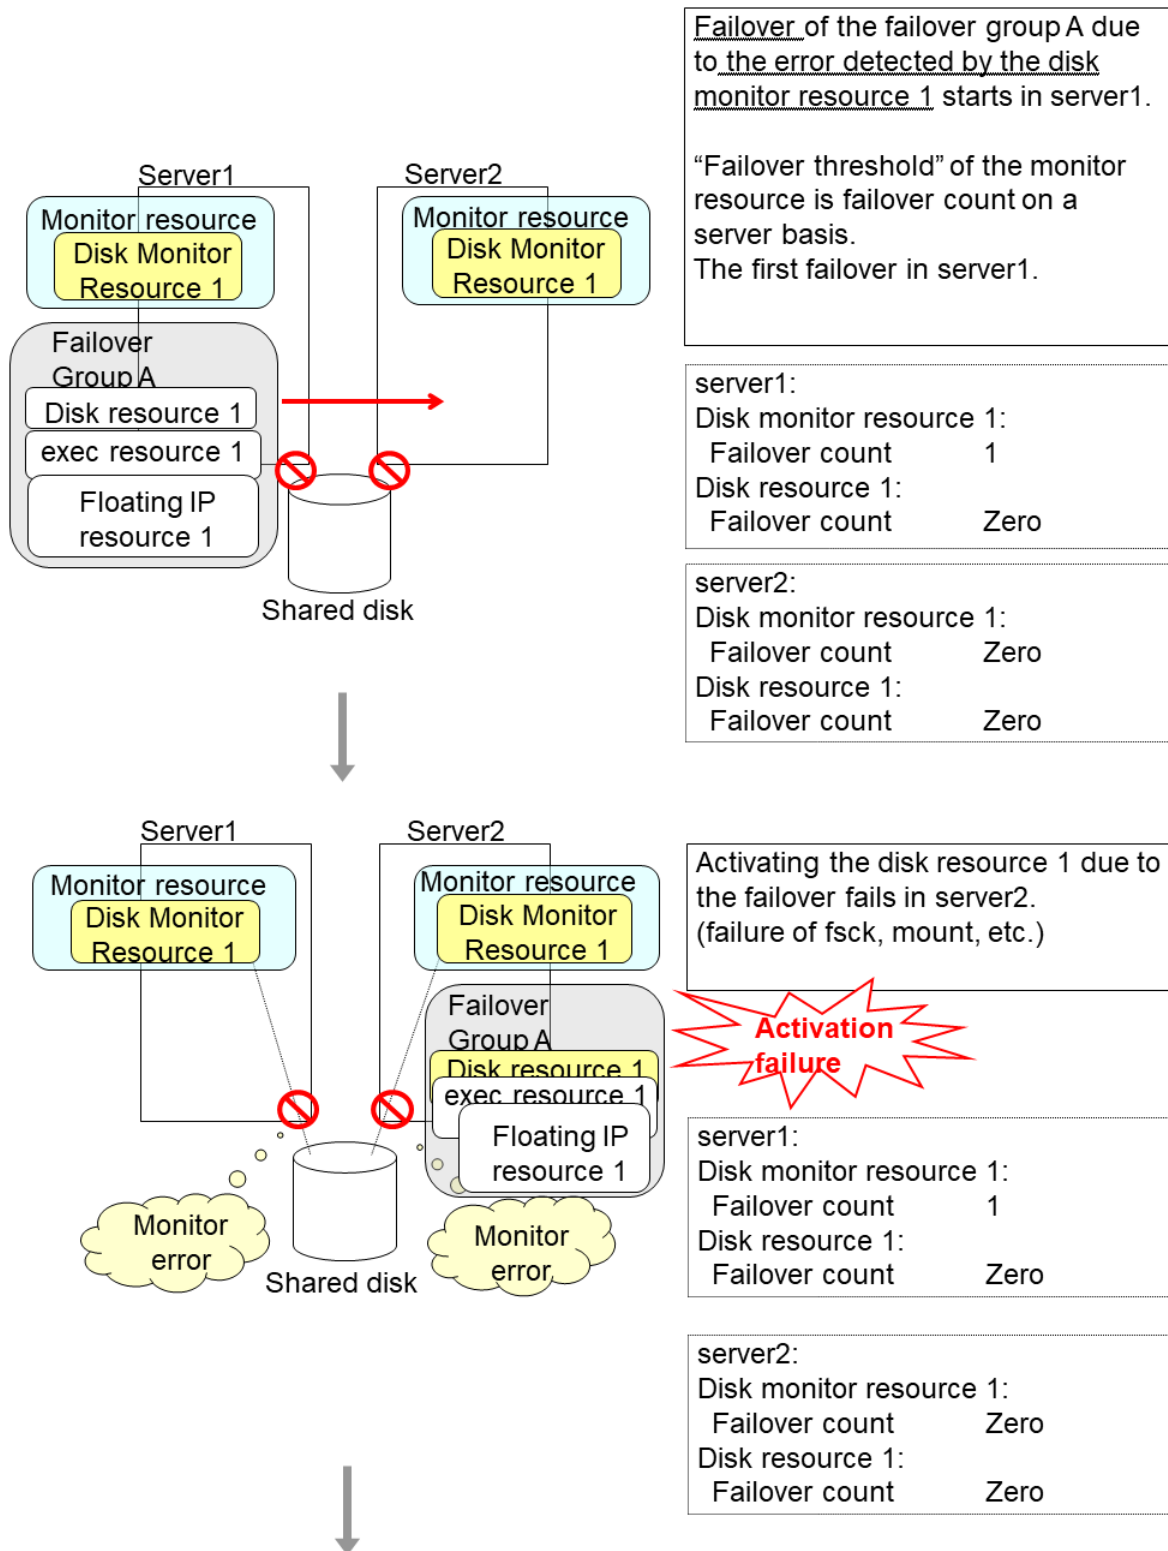 Failover of the failover group A due
to the error detected by the disk
monitor resource 1 starts in server1.
“Failover threshold” of the monitor
resource is failover count on a
server basis.
The first failover in server1.
Server1
Monitor resource
Disk Monitor
Resource 1
Failover
Group A
Disk resource 1
exec resource 1
Floating IP
resource 1
Server2
Monitor resource
Disk Monitor
Resource 1
Shared disk
server1:
Disk monitor resource 1:
Failover count 1
Disk resource 1:
Failover count Zero
server2:
Disk monitor resource 1:
Failover count Zero
Disk resource 1:
Failover count Zero
Server1
Monitor resource
Disk Monitor
Resource 1
Monitor
error
Server2
Monitor resource
Disk Monitor
Resource 1
Failover
Group A
Disk resource 1
exec resource 1
Floating IP
resource 1
Monitor
error
Shared disk
Activating the disk resource 1 due to
the failover fails in server2.
(failure of fsck, mount, etc.)
Activation
failure
server1:
Disk monitor resource 1:
Failover count 1
Disk resource 1:
Failover count Zero
server2:
Disk monitor resource 1:
Failover count Zero
Disk resource 1:
Failover count Zero